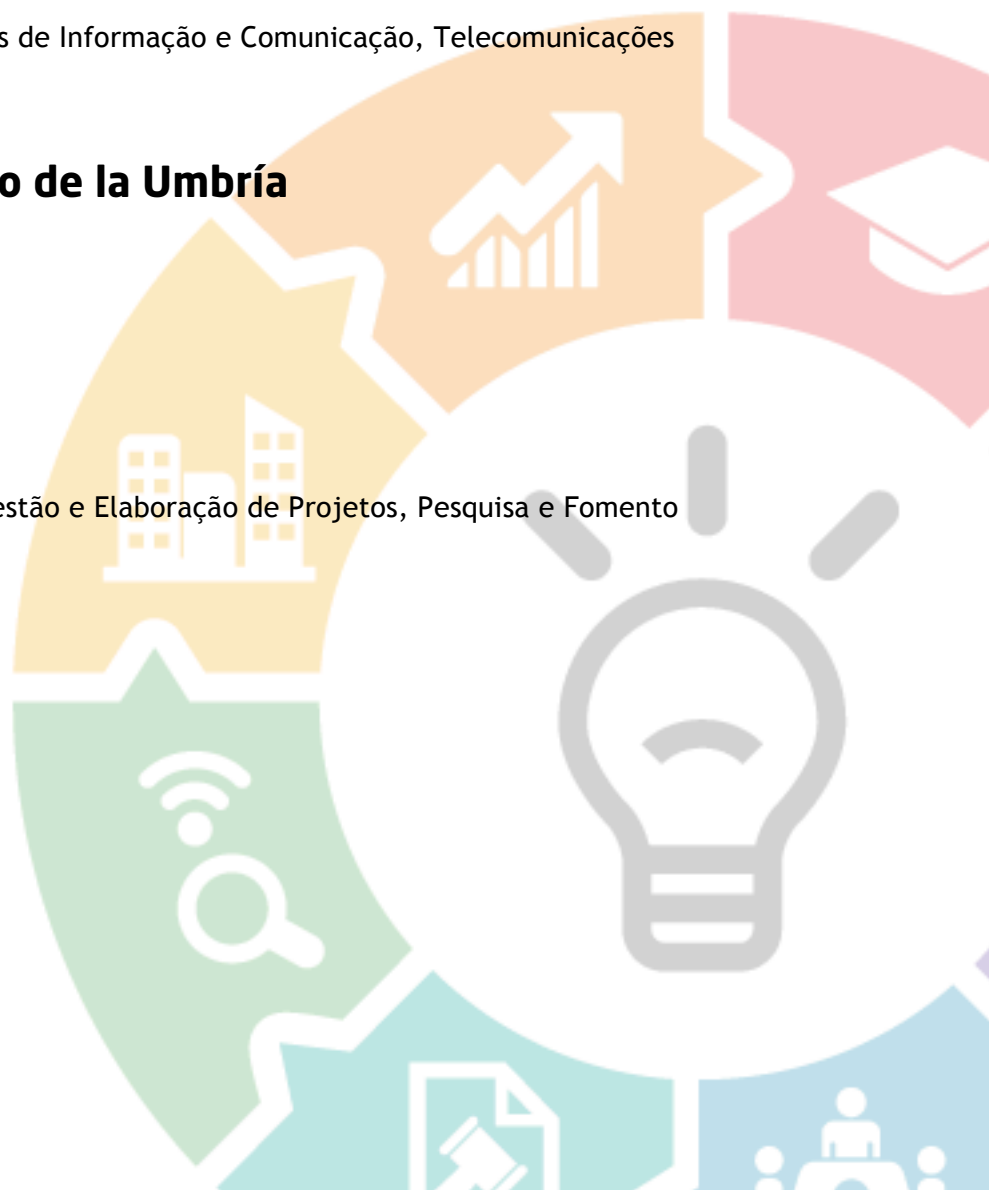 s de Informação e Comunicação, Telecomunicações
o de la Umbría
estão e Elaboração de Projetos, Pesquisa e Fomento